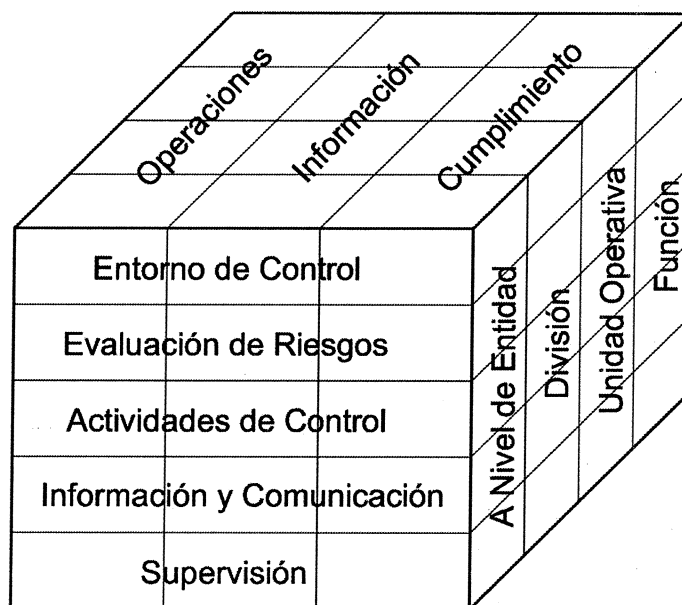 Operaciones
Información
Cumplimiento
Entorno de Control
Evaluación de Riesgos
Actividades de Control
Información y Comunicación
Supervisión
A Nivel de Entidad
División
Unidad Operativa
Función